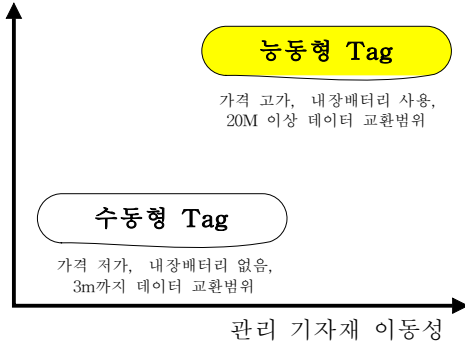 능동형 Tag
가격 고가, 내장배터리 사용,
20M 이상 데이터 교환범위
수동형 Tag
가격 저가, 내장배터리 없음,
3m까지 데이터 교환범위
관리 기자재 이동성